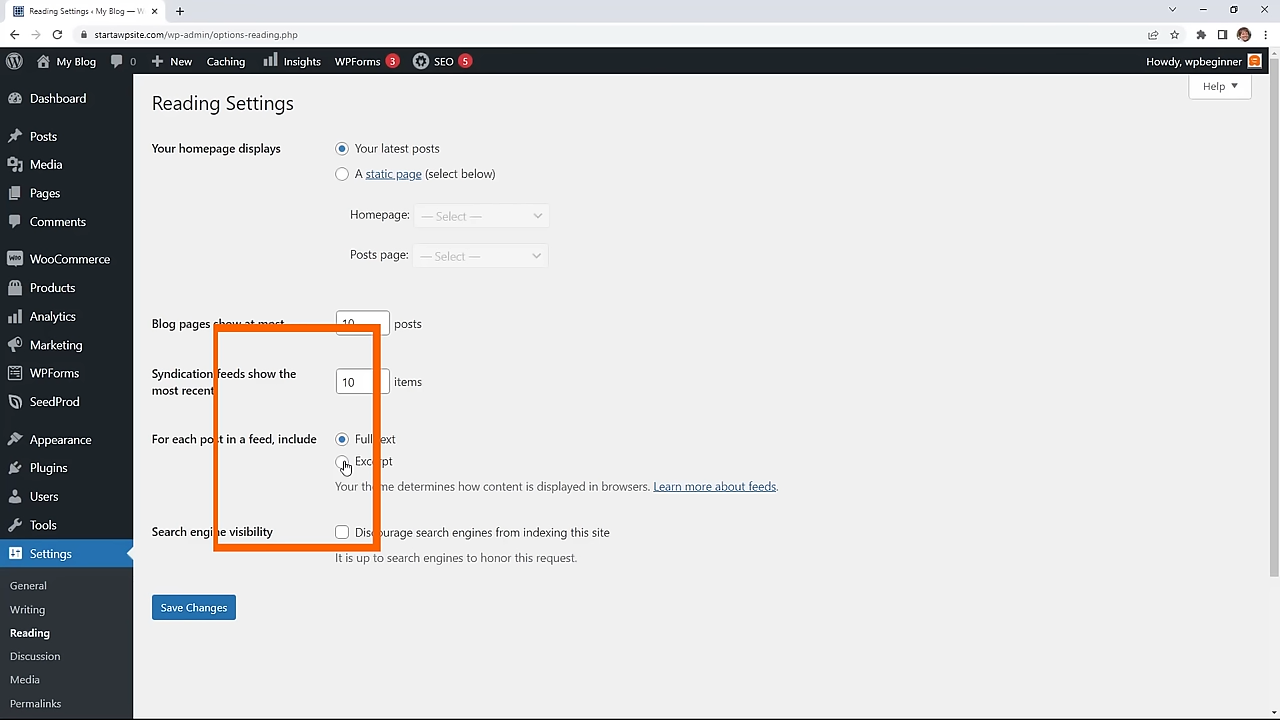 Reading Settings ‹ My Blog — W
startawpsite.com/wp-admin/options-reading.php
My Blog 0 New Caching Insights WPForms 3 SEO 5 Howdy, wpbeginner
Help
Dashboard
Posts
Media
Pages
Comments
WooCommerce
Products
Analytics
Marketing
WPForms
SeedProd
Appearance
Plugins
Users
Tools
Settings
General
Writing
Reading
Discussion
Media
Permalinks
Reading Settings
Your homepage displays
Your latest posts
A static page (select below)
Homepage: — Select —
Posts page: — Select —
Blog pages show at most 10 posts
Syndication feeds show the
most recent
10 items
For each post in a feed, include
Full text
Excerpt
Your theme determines how content is displayed in browsers. Learn more about feeds.
Search engine visibility
Discourage search engines from indexing this site
It is up to search engines to honor this request.
Save Changes